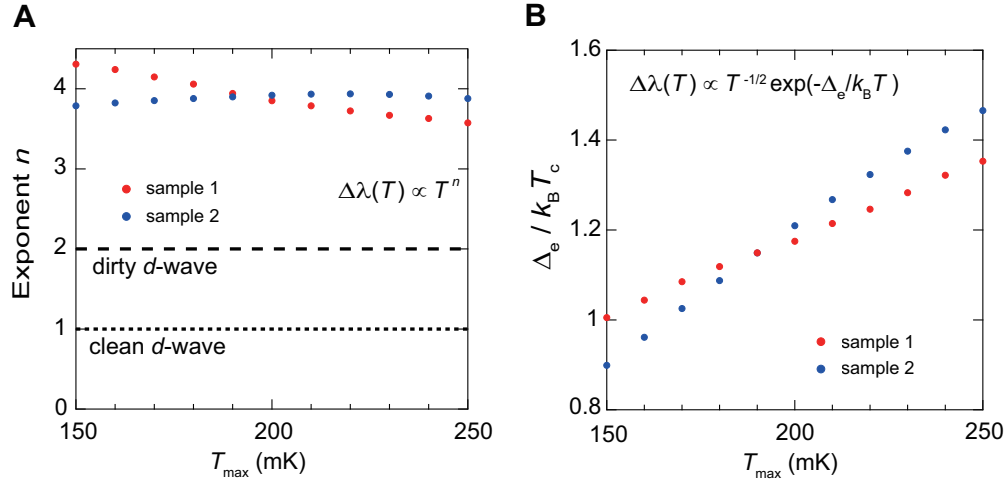 A
Exponent n
4
3
2
1
0
sample 1
sample 2
Δλ(T) ∝ T^n
dirty d-wave
clean d-wave
150
200
250
T_max (mK)
B
Δ_e / k_B T_c
1.6
1.4
1.2
1
0.8
Δλ(T) ∝ T^-1/2 exp(-Δ_e/k_B T)
sample 1
sample 2
150
200
250
T_max (mK)